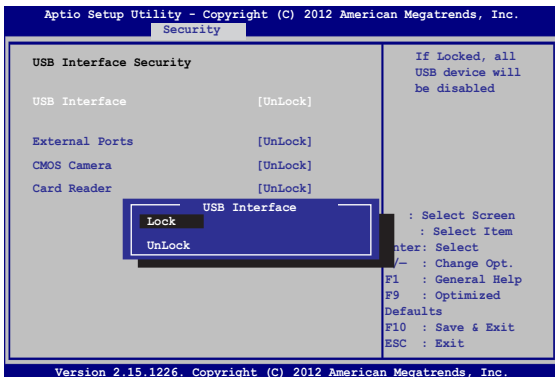 Aptio Setup Utility - Copyright (C) 2012 American Megatrends, Inc.
Security
USB Interface Security
USB Interface [UnLock]
External Ports [UnLock]
CMOS Camera [UnLock]
Card Reader [UnLock]
USB Interface
Lock
UnLock
If Locked, all
USB device will
be disabled
: Select Screen
: Select Item
nter: Select
/— : Change Opt.
F1 : General Help
F9 : Optimized
Defaults
F10 : Save & Exit
ESC : Exit
Version 2.15.1226. Copyright (C) 2012 American Megatrends, Inc.